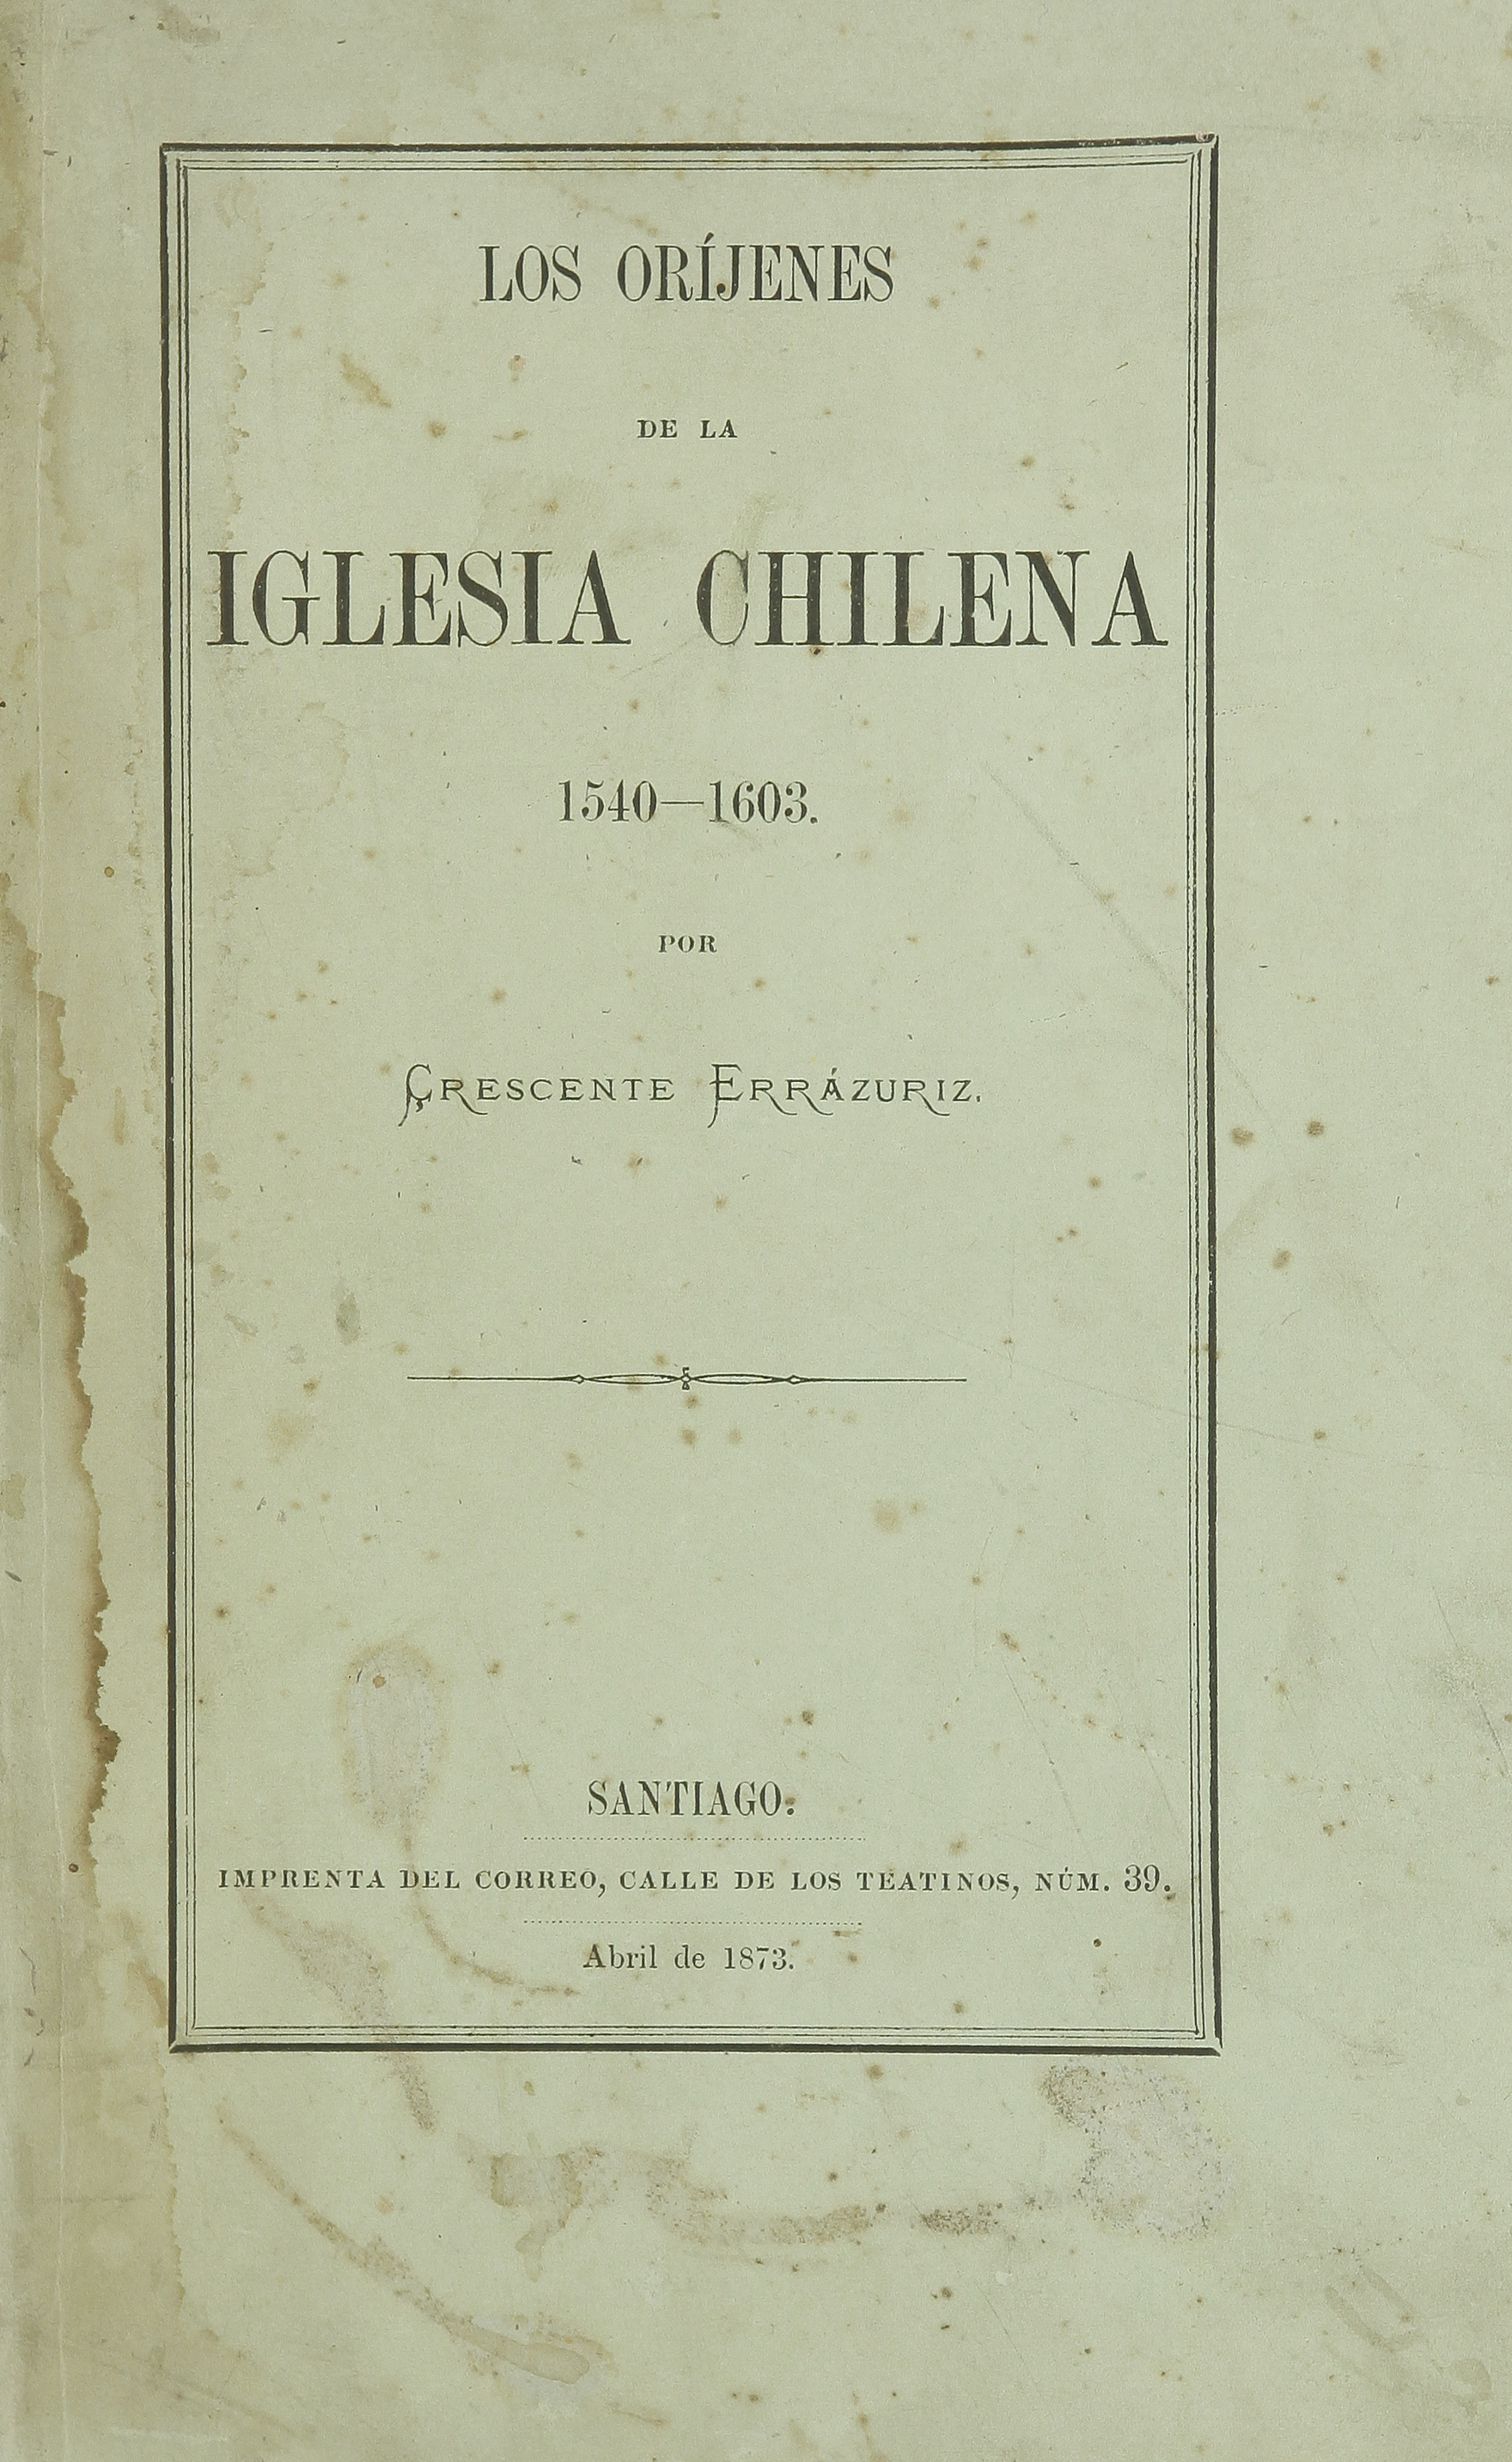 LOS ORÍJENES
DE LA
IGLESIA CHILENA
1540—1603.
POR
CRESCENTE ERRÁZURIZ.
SANTIAGO:
IMPRENTA DEL CORREO, CALLE DE LOS TEATINOS, NÚM. 39.
Abril de 1873.